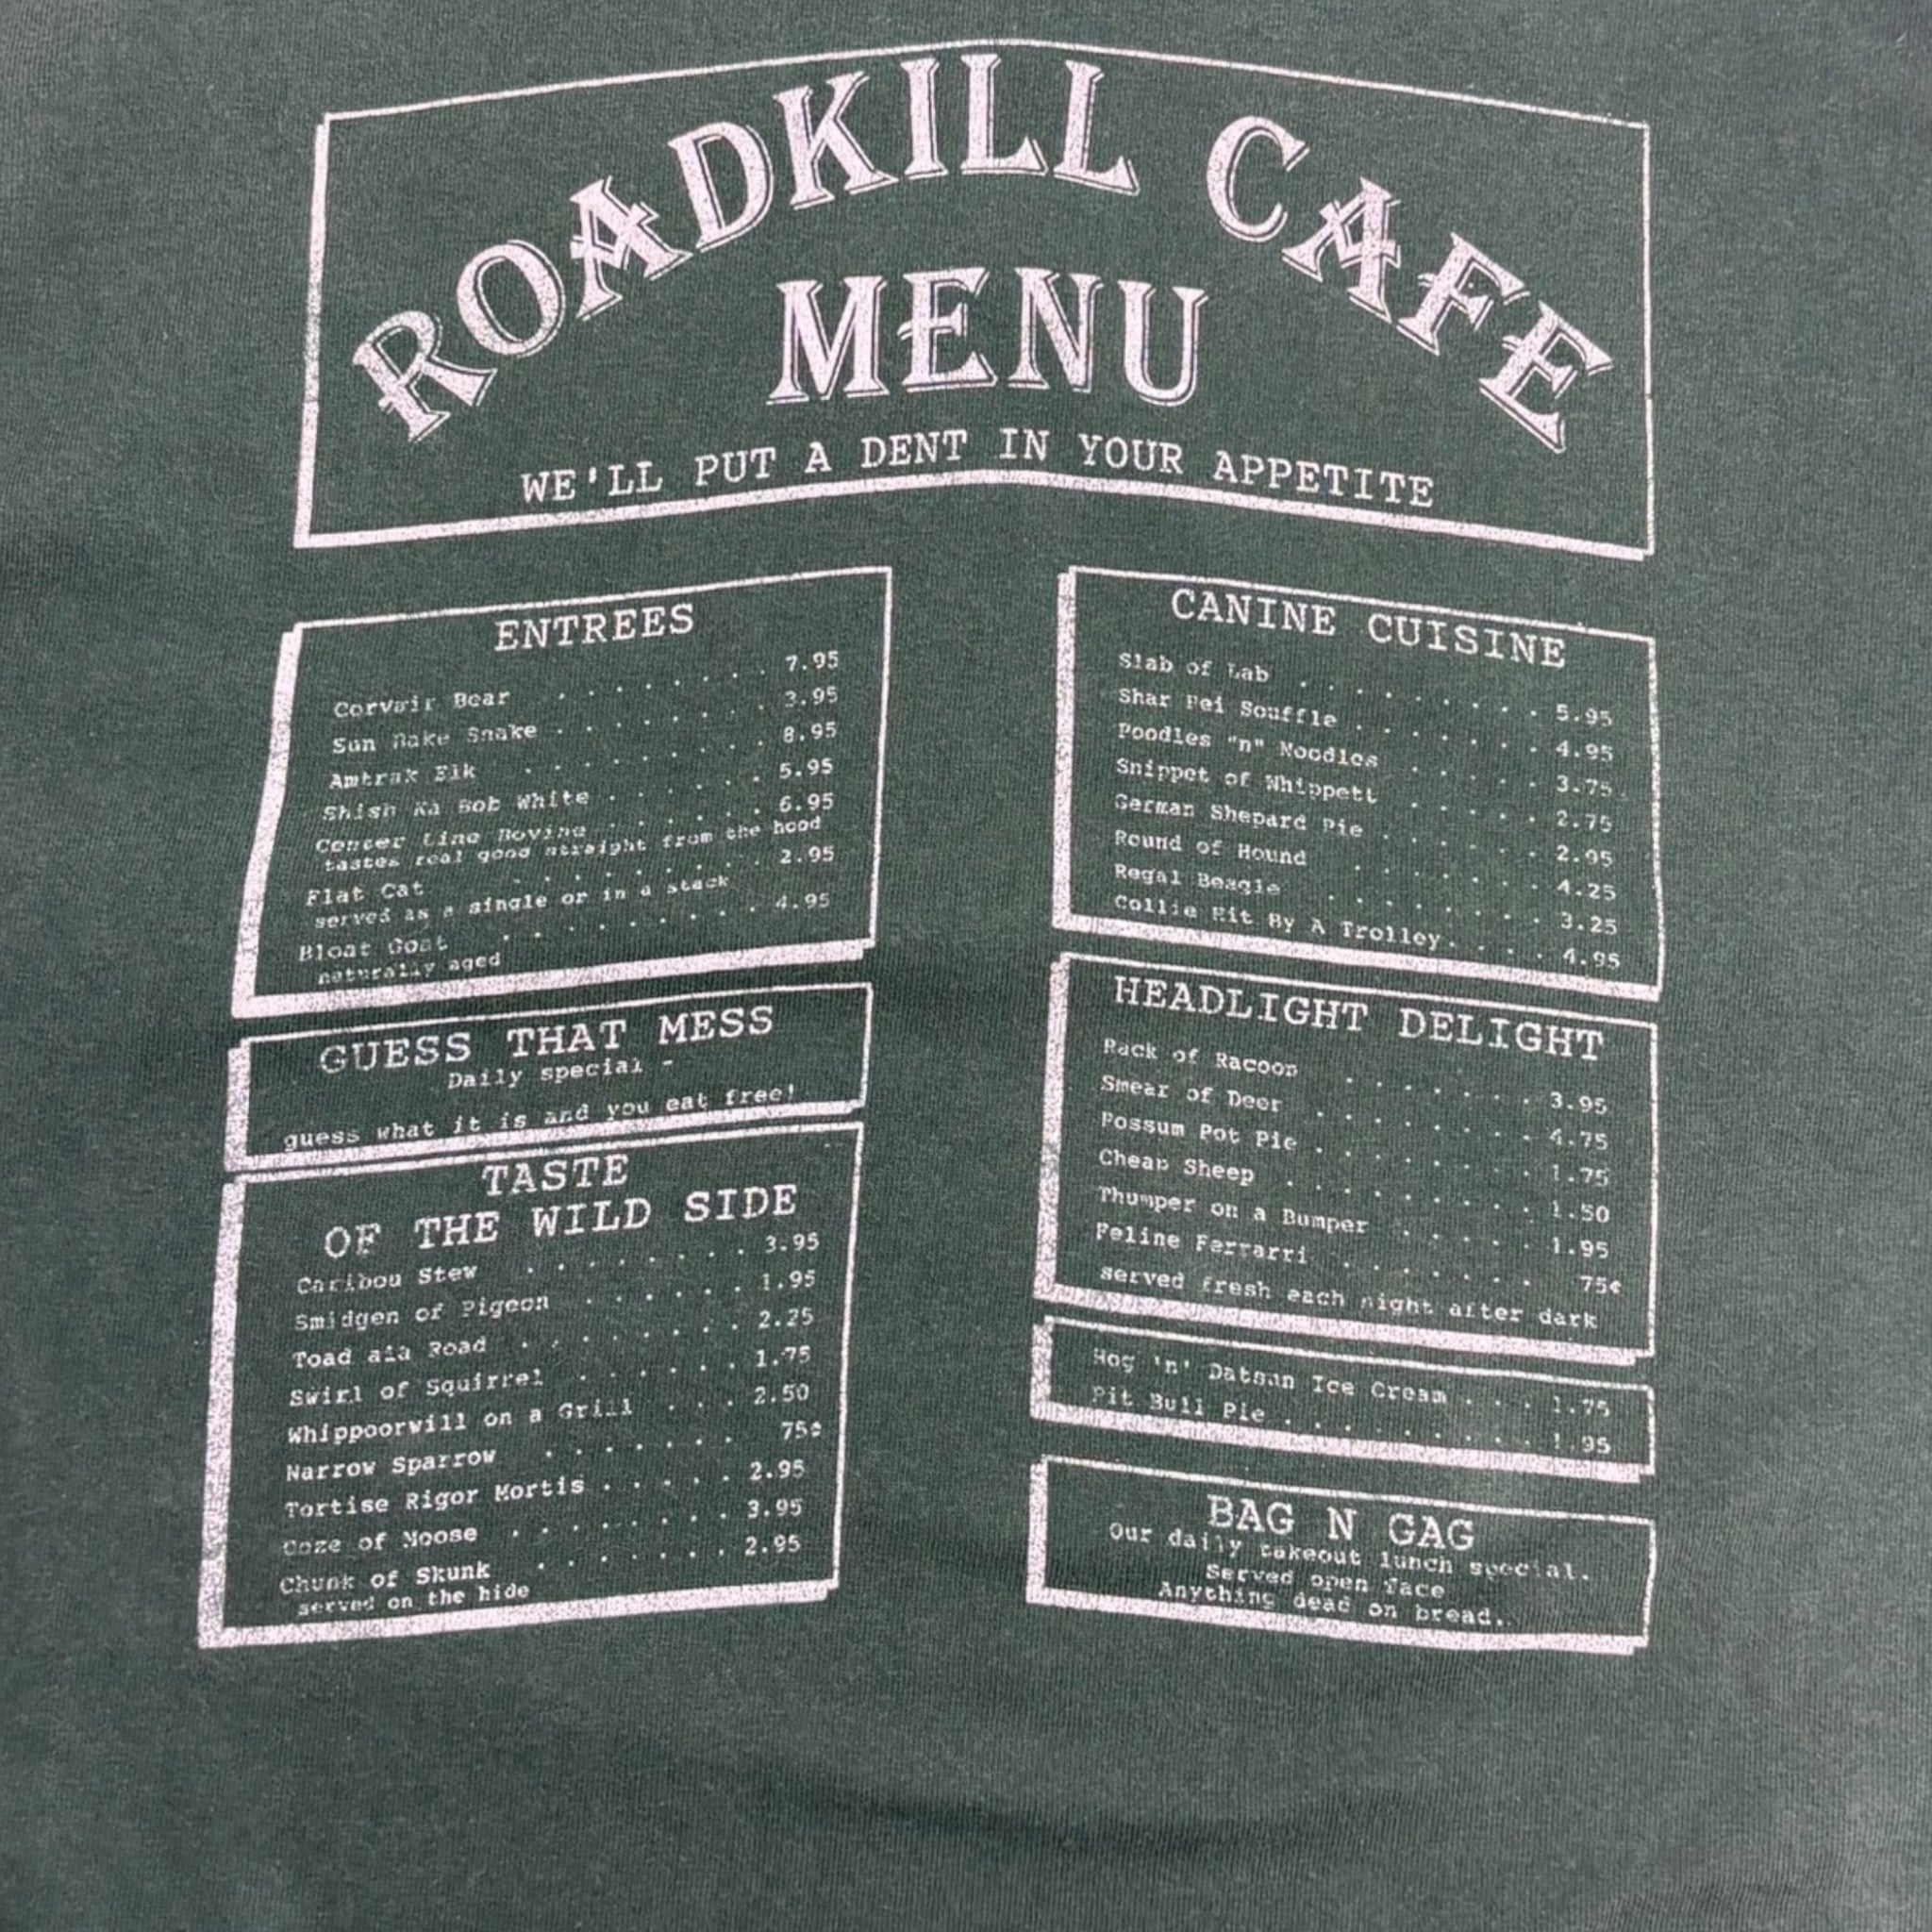 ROADKILL CAFE
MENU
WE'LL PUT A DENT IN YOUR APPETITE
ENTREES
Corvair Bear . . . . . . . . 7.95
Sun Bake Snake . . . . . . . . 3.95
Amtrak Elk . . . . . . . . . 8.95
Shish Ka Bob White . . . . . . 5.95
Center Line Bovine . . . . . . 6.95
tastes real good straight from the hood
Flat Cat . . . . . . . . . 2.95
served as a single or in a stack
Bloat Goat . . . . . . . . . 4.95
naturally aged
GUESS THAT MESS
Daily special -
guess what it is and you eat free!
TASTE
OF THE WILD SIDE
Caribou Stew . . . . . . . . 3.95
Smidgen of Pigeon . . . . . . 1.95
Toad ala Road . . . . . . . . 2.25
Swirl of Squirrel . . . . . . 1.75
Whippoorwill on a Grill . . . 2.50
Narrow Sparrow . . . . . . . 75¢
Tortise Rigor Mortis . . . . . 2.95
Ooze of Moose . . . . . . . . 3.95
Chunk of Skunk . . . . . . . 2.95
served on the hide
CANINE CUISINE
Slab of Lab . . . . . . . . . 5.95
Shar Pei Souffle . . . . . . . 4.95
Poodles "n" Noodles . . . . . 3.75
Snippet of Whippett . . . . . 2.75
German Shepard Pie . . . . . . 2.95
Round of Hound . . . . . . . 4.25
Regal Beagle . . . . . . . . 3.25
Collie Hit By A Trolley . . . . 4.95
HEADLIGHT DELIGHT
Rack of Racoon . . . . . . . 3.95
Smear of Deer . . . . . . . . 4.75
Possum Pot Pie . . . . . . . . 1.75
Cheap Sheep . . . . . . . . . 1.50
Thumper on a Bumper . . . . . 1.95
Feline Ferrarri . . . . . . . 75¢
served fresh each night after dark
Hog 'n' Datsun Ice Cream . . . 1.75
Pit Bull Pie . . . . . . . . . 1.95
BAG N GAG
Our daily takeout lunch special.
Served open face
Anything dead on bread.